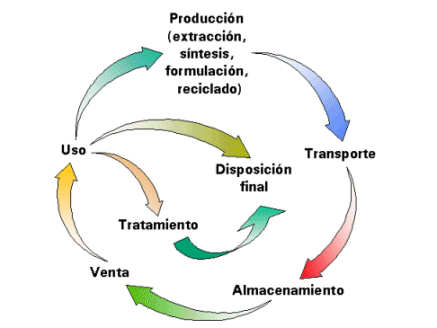 Producción
(extracción,
síntesis,
formulación,
reciclado)
Uso
Transporte
Disposición
final
Tratamiento
Venta
Almacenamiento